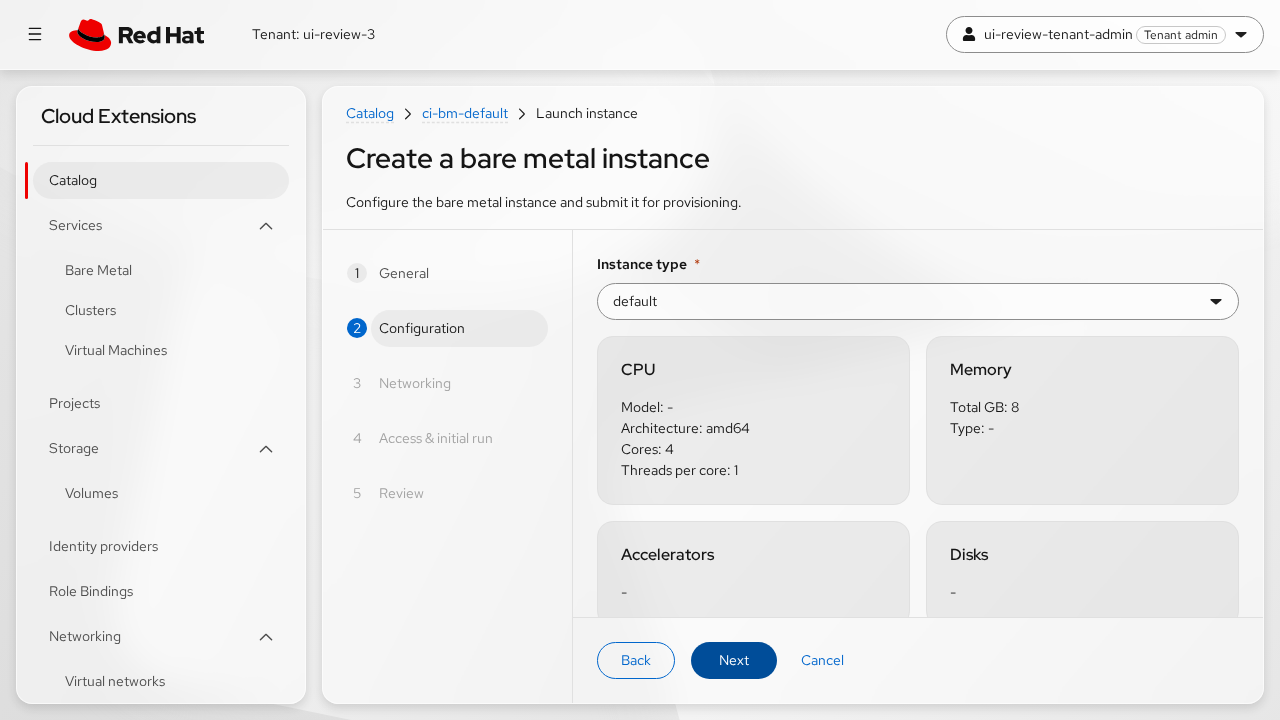 Red Hat
Tenant: ui-review-3
ui-review-tenant-admin Tenant admin
Cloud Extensions
Catalog
Services
Bare Metal
Clusters
Virtual Machines
Projects
Storage
Volumes
Identity providers
Role Bindings
Networking
Virtual networks
Catalog
ci-bm-default
Launch instance
Create a bare metal instance
Configure the bare metal instance and submit it for provisioning.
1 General
2 Configuration
3 Networking
4 Access & initial run
5 Review
Instance type *
default
CPU
Model: -
Architecture: amd64
Cores: 4
Threads per core: 1
Memory
Total GB: 8
Type: -
Accelerators
-
Disks
-
Back
Next
Cancel